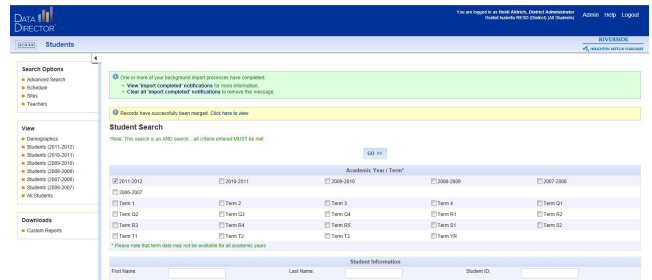 DATA DIRECTOR
You are logged in as Heidi Aldrich, District Administrator
Gratiot Isabella RESD (District) (All Students)
Admin Help Logout
Students
RIVERSIDE
HOUGHTON MIFFLIN HARCOURT
Search Options
Advanced Search
Schedule
Sites
Teachers
View
Demographics
Students (2011-2012)
Students (2010-2011)
Students (2009-2010)
Students (2008-2009)
Students (2007-2008)
Students (2006-2007)
All Students
Downloads
Custom Reports
One or more of your background import processes have completed.
View 'import completed' notifications for more information.
Clear all 'import completed' notifications to remove this message.
Records have successfully been merged. Click here to view
Student Search
*Note: This search is an AND search... all criteria entered MUST be met
GO >>
Academic Year / Term*
2011-2012 2010-2011 2009-2010 2008-2009 2007-2008
2006-2007
Term 1 Term 2 Term 3 Term 4 Term Q1
Term Q2 Term Q3 Term Q4 Term R1 Term R2
Term R3 Term R4 Term R5 Term S1 Term S2
Term T1 Term T2 Term T3 Term YR
* Please note that term data may not be available for all academic years
Student Information
First Name: Last Name: Student ID: